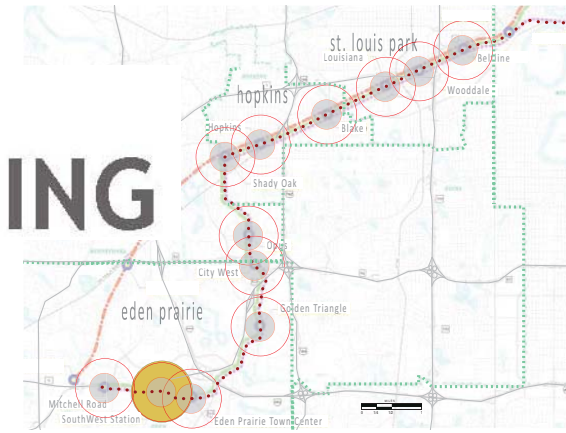 st. louis park
Louisiana
Beltline
Wooddale
hopkins
Hopkins
Blake
Shady Oak
ING
Opus
City West
eden prairie
Golden Triangle
Mitchell Road
SouthWest Station
Eden Prairie Town Center